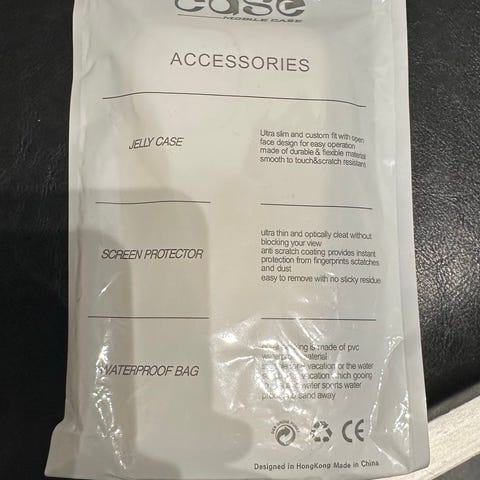 case
MOBILE CASE
ACCESSORIES
JELLY CASE
Ultra slim and custom fit with open
face design for easy operation
made of durable & flexible material
smooth to touch&scratch resistant
SCREEN PROTECTOR
ultra thin and optically cleat without
blocking your view
anti scratch coating provides instant
protection from fingerprints sctatches
and dust
easy to remove with no sticky residue
WATERPROOF BAG
is made of pvc
material
vacation or the water
vacation which goong
water sports water
sand away
CE
Designed in HongKong Made in China